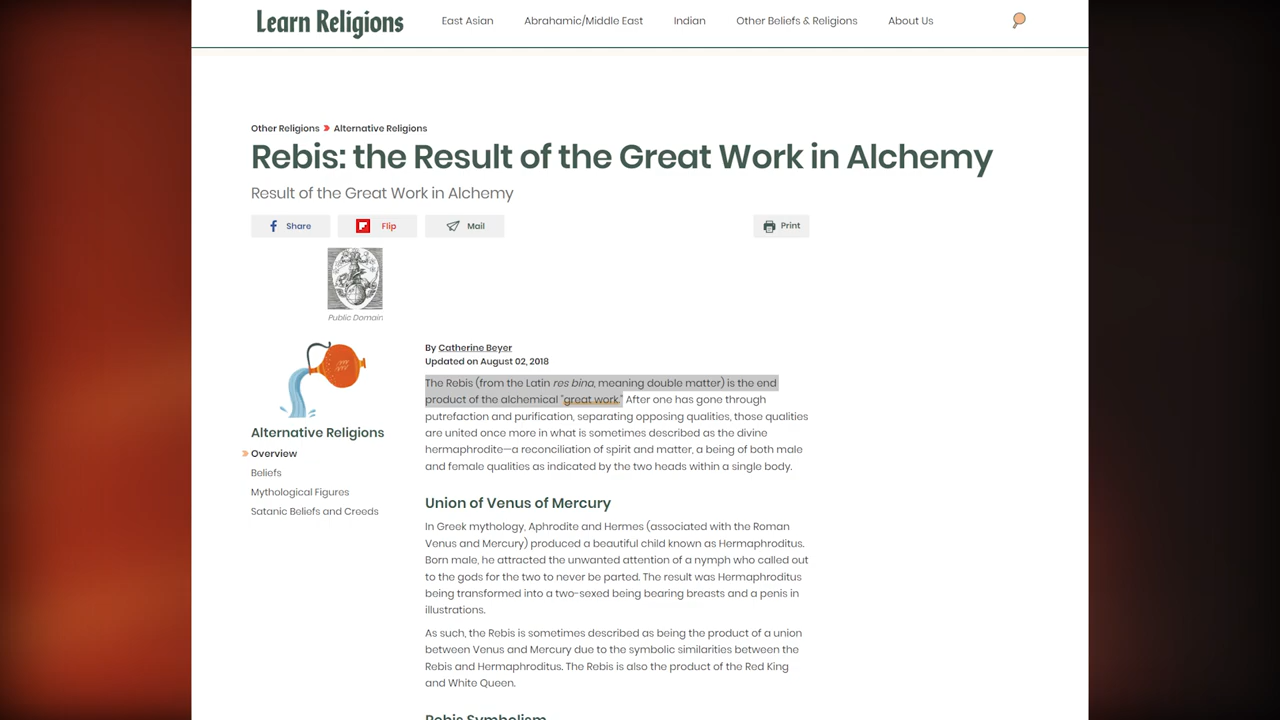 Learn Religions
East Asian
Abrahamic/Middle East
Indian
Other Beliefs & Religions
About Us
Other Religions
Alternative Religions
Rebis: the Result of the Great Work in Alchemy
Result of the Great Work in Alchemy
Share
Flip
Mail
Print
Public Domain
Alternative Religions
Overview
Beliefs
Mythological Figures
Satanic Beliefs and Creeds
By Catherine Beyer
Updated on August 02, 2018
The Rebis (from the Latin res bina, meaning double matter) is the end
product of the alchemical "great work." After one has gone through
putrefaction and purification, separating opposing qualities, those qualities
are united once more in what is sometimes described as the divine
hermaphrodite—a reconciliation of spirit and matter, a being of both male
and female qualities as indicated by the two heads within a single body.
Union of Venus of Mercury
In Greek mythology, Aphrodite and Hermes (associated with the Roman
Venus and Mercury) produced a beautiful child known as Hermaphroditus.
Born male, he attracted the unwanted attention of a nymph who called out
to the gods for the two to never be parted. The result was Hermaphroditus
being transformed into a two-sexed being bearing breasts and a penis in
illustrations.
As such, the Rebis is sometimes described as being the product of a union
between Venus and Mercury due to the symbolic similarities between the
Rebis and Hermaphroditus. The Rebis is also the product of the Red King
and White Queen.
Rebis Symbolism